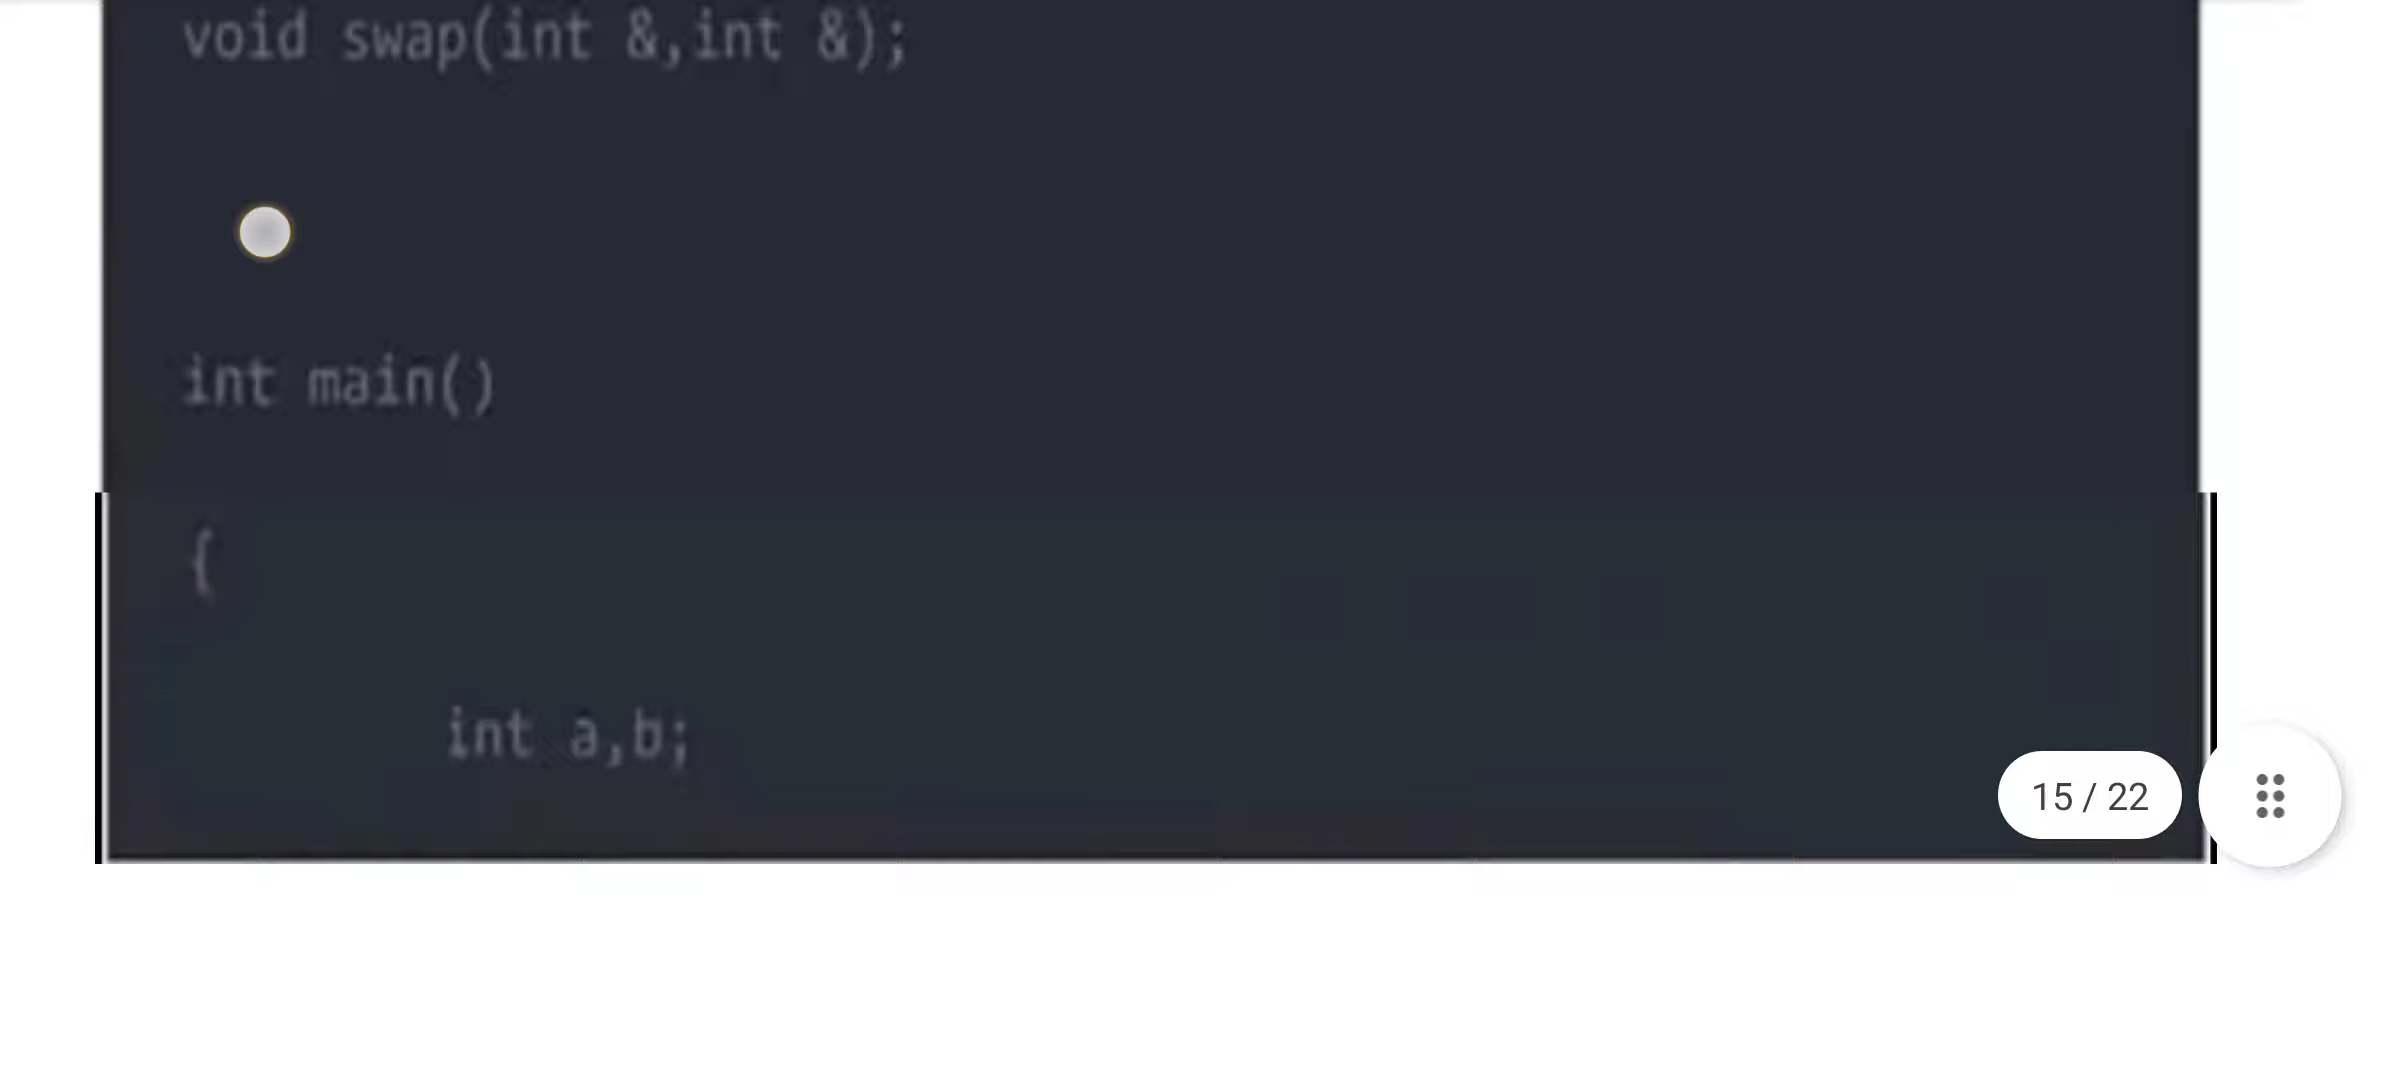 void swap(int &,int &);
int main()
{
int a,b;
15 / 22